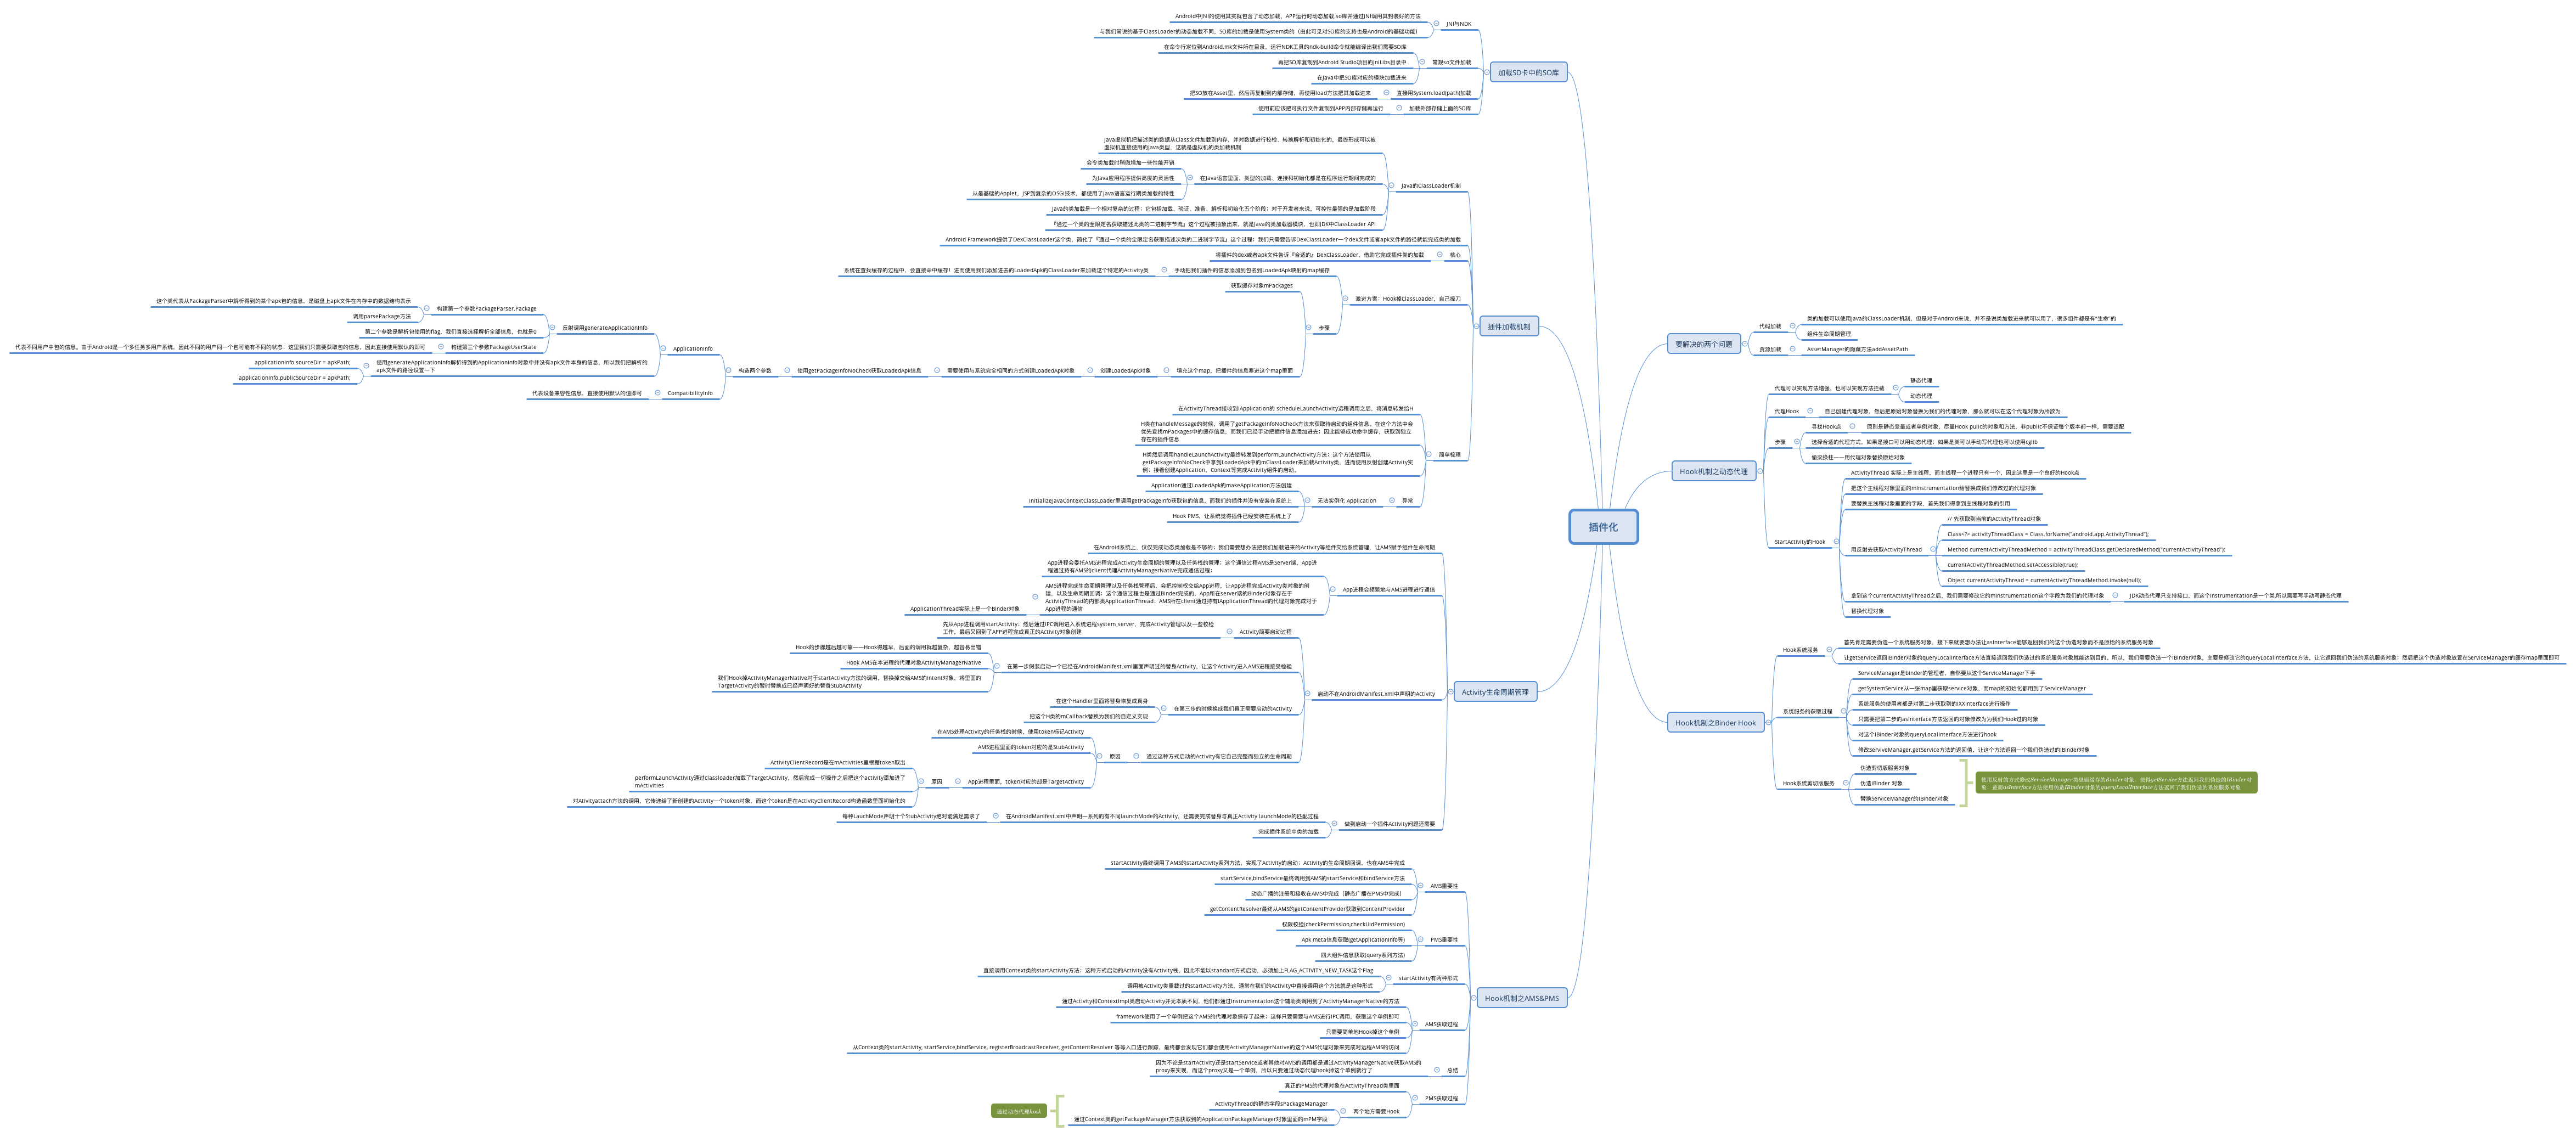 插件化
加载SD卡中的SO库
JNI与NDK
Android中JNI的使用其实就包含了动态加载，APP运行时动态加载.so库并通过JNI调用其封装好的方法
与我们常说的基于ClassLoader的动态加载不同，SO库的加载是使用System类的（由此可见对SO库的支持也是Android的基础功能）
常规so文件加载
在命令行定位到Android.mk文件所在目录，运行NDK工具的ndk-build命令就能编译出我们需要SO库
再把SO库复制到Android Studio项目的jniLibs目录中
在Java中把SO库对应的模块加载进来
直接用System.load(path)加载
把SO放在Asset里，然后再复制到内部存储，再使用load方法把其加载进来
加载外部存储上面的SO库
使用前应该把可执行文件复制到APP内部存储再运行
插件加载机制
Java的ClassLoader机制
Java虚拟机把描述类的数据从Class文件加载到内存，并对数据进行校检、转换解析和初始化的，最终形成可以被
虚拟机直接使用的Java类型，这就是虚拟机的类加载机制
在Java语言里面，类型的加载、连接和初始化都是在程序运行期间完成的
会令类加载时稍微增加一些性能开销
为Java应用程序提供高度的灵活性
从最基础的Applet、JSP到复杂的OSGi技术，都使用了Java语言运行期类加载的特性
Java的类加载是一个相对复杂的过程；它包括加载、验证、准备、解析和初始化五个阶段；对于开发者来说，可控性最强的是加载阶段
『通过一个类的全限定名获取描述此类的二进制字节流』这个过程被抽象出来，就是Java的类加载器模块，也即JDK中ClassLoader API
Android Framework提供了DexClassLoader这个类，简化了『通过一个类的全限定名获取描述次类的二进制字节流』这个过程；我们只需要告诉DexClassLoader一个dex文件或者apk文件的路径就能完成类的加载
核心
将插件的dex或者apk文件告诉『合适的』DexClassLoader，借助它完成插件类的加载
激进方案：Hook掉ClassLoader，自己操刀
手动把我们插件的信息添加到包名到LoadedApk映射的map缓存
系统在查找缓存的过程中，会直接命中缓存！进而使用我们添加进去的LoadedApk的ClassLoader来加载这个特定的Activity类
步骤
获取缓存对象mPackages
填充这个map，把插件的信息塞进这个map里面
创建LoadedApk对象
需要使用与系统完全相同的方式创建LoadedApk对象
使用getPackageInfoNoCheck获取LoadedApk信息
构造两个参数
ApplicationInfo
反射调用generateApplicationInfo
构建第一个参数PackageParser.Package
这个类代表从PackageParser中解析得到的某个apk包的信息，是磁盘上apk文件在内存中的数据结构表示
调用parsePackage方法
第二个参数是解析包使用的flag，我们直接选择解析全部信息，也就是0
构建第三个参数PackageUserState
代表不同用户中包的信息。由于Android是一个多任务多用户系统，因此不同的用户同一个包可能有不同的状态；这里我们只需要获取包的信息，因此直接使用默认的即可
使用generateApplicationInfo解析得到的ApplicationInfo对象中并没有apk文件本身的信息，所以我们把解析的
apk文件的路径设置一下
applicationInfo.sourceDir = apkPath;
applicationInfo.publicSourceDir = apkPath;
CompatibilityInfo
代表设备兼容性信息，直接使用默认的值即可
简单梳理
在ActivityThread接收到IApplication的 scheduleLaunchActivity远程调用之后，将消息转发给H
H类在handleMessage的时候，调用了getPackageInfoNoCheck方法来获取待启动的组件信息。在这个方法中会
优先查找mPackages中的缓存信息，而我们已经手动把插件信息添加进去；因此能够成功命中缓存，获取到独立
存在的插件信息
H类然后调用handleLaunchActivity最终转发到performLaunchActivity方法；这个方法使用从
getPackageInfoNoCheck中拿到LoadedApk中的mClassLoader来加载Activity类，进而使用反射创建Activity实
例；接着创建Application，Context等完成Activity组件的启动。
异常
无法实例化 Application
Application通过LoadedApk的makeApplication方法创建
initializeJavaContextClassLoader里调用getPackageInfo获取包的信息，而我们的插件并没有安装在系统上
Hook PMS，让系统觉得插件已经安装在系统上了
Activity生命周期管理
在Android系统上，仅仅完成动态类加载是不够的；我们需要想办法把我们加载进来的Activity等组件交给系统管理，让AMS赋予组件生命周期
App进程会频繁地与AMS进程进行通信
App进程会委托AMS进程完成Activity生命周期的管理以及任务栈的管理；这个通信过程AMS是Server端，App进
程通过持有AMS的client代理ActivityManagerNative完成通信过程；
AMS进程完成生命周期管理以及任务栈管理后，会把控制权交给App进程，让App进程完成Activity类对象的创
建，以及生命周期回调；这个通信过程也是通过Binder完成的，App所在server端的Binder对象存在于
ActivityThread的内部类ApplicationThread；AMS所在client通过持有IApplicationThread的代理对象完成对于
App进程的通信
ApplicationThread实际上是一个Binder对象
启动不在AndroidManifest.xml中声明的Activity
Activity简要启动过程
先从App进程调用startActivity；然后通过IPC调用进入系统进程system_server，完成Activity管理以及一些校检
工作，最后又回到了APP进程完成真正的Activity对象创建
在第一步假装启动一个已经在AndroidManifest.xml里面声明过的替身Activity，让这个Activity进入AMS进程接受检验
Hook的步骤越后越可靠——Hook得越早，后面的调用就越复杂，越容易出错
Hook AMS在本进程的代理对象ActivityManagerNative
我们Hook掉ActivityManagerNative对于startActivity方法的调用，替换掉交给AMS的intent对象，将里面的
TargetActivity的暂时替换成已经声明好的替身StubActivity
在第三步的时候换成我们真正需要启动的Activity
在这个Handler里面将替身恢复成真身
把这个H类的mCallback替换为我们的自定义实现
通过这种方式启动的Activity有它自己完整而独立的生命周期
原因
在AMS处理Activity的任务栈的时候，使用token标记Activity
AMS进程里面的token对应的是StubActivity
App进程里面，token对应的却是TargetActivity
原因
ActivityClientRecord是在mActivities里根据token取出
performLaunchActivity通过classloader加载了TargetActivity，然后完成一切操作之后把这个activity添加进了
mActivities
对Ativityattach方法的调用，它传递给了新创建的Activity一个token对象，而这个token是在ActivityClientRecord构造函数里面初始化的
做到启动一个插件Activity问题还需要
在AndroidManifest.xml中声明一系列的有不同launchMode的Activity，还需要完成替身与真正Activity launchMode的匹配过程
每种LauchMode声明十个StubActivity绝对能满足需求了
完成插件系统中类的加载
Hook机制之AMS&PMS
AMS重要性
startActivity最终调用了AMS的startActivity系列方法，实现了Activity的启动；Activity的生命周期回调，也在AMS中完成
startService,bindService最终调用到AMS的startService和bindService方法
动态广播的注册和接收在AMS中完成（静态广播在PMS中完成）
getContentResolver最终从AMS的getContentProvider获取到ContentProvider
PMS重要性
权限校验(checkPermission,checkUidPermission)
Apk meta信息获取(getApplicationInfo等)
四大组件信息获取(query系列方法)
startActivity有两种形式
直接调用Context类的startActivity方法；这种方式启动的Activity没有Activity栈，因此不能以standard方式启动，必须加上FLAG_ACTIVITY_NEW_TASK这个Flag
调用被Activity类重载过的startActivity方法，通常在我们的Activity中直接调用这个方法就是这种形式
AMS获取过程
通过Activity和ContextImpl类启动Activity并无本质不同，他们都通过Instrumentation这个辅助类调用到了ActivityManagerNative的方法
framework使用了一个单例把这个AMS的代理对象保存了起来；这样只要需要与AMS进行IPC调用，获取这个单例即可
只需要简单地Hook掉这个单例
从Context类的startActivity, startService,bindService, registerBroadcastReceiver, getContentResolver 等等入口进行跟踪，最终都会发现它们都会使用ActivityManagerNative的这个AMS代理对象来完成对远程AMS的访问
总结
因为不论是startActivity还是startService或者其他对AMS的调用都是通过ActivityManagerNative获取AMS的
proxy来实现，而这个proxy又是一个单例，所以只要通过动态代理hook掉这个单例就行了
PMS获取过程
真正的PMS的代理对象在ActivityThread类里面
两个地方需要Hook
ActivityThread的静态字段sPackageManager
通过Context类的getPackageManager方法获取到的ApplicationPackageManager对象里面的mPM字段
通过动态代理hook
要解决的两个问题
代码加载
类的加载可以使用Java的ClassLoader机制，但是对于Android来说，并不是说类加载进来就可以用了，很多组件都是有"生命"的
组件生命周期管理
资源加载
AssetManager的隐藏方法addAssetPath
Hook机制之动态代理
代理可以实现方法增强，也可以实现方法拦截
静态代理
动态代理
代理Hook
自己创建代理对象，然后把原始对象替换为我们的代理对象，那么就可以在这个代理对象为所欲为
步骤
寻找Hook点
原则是静态变量或者单例对象，尽量Hook pulic的对象和方法，非public不保证每个版本都一样，需要适配
选择合适的代理方式，如果是接口可以用动态代理；如果是类可以手动写代理也可以使用cglib
偷梁换柱——用代理对象替换原始对象
StartActivity的Hook
ActivityThread 实际上是主线程，而主线程一个进程只有一个，因此这里是一个良好的Hook点
把这个主线程对象里面的mInstrumentation给替换成我们修改过的代理对象
要替换主线程对象里面的字段，首先我们得拿到主线程对象的引用
用反射去获取ActivityThread
// 先获取到当前的ActivityThread对象
Class<?> activityThreadClass = Class.forName("android.app.ActivityThread");
Method currentActivityThreadMethod = activityThreadClass.getDeclaredMethod("currentActivityThread");
currentActivityThreadMethod.setAccessible(true);
Object currentActivityThread = currentActivityThreadMethod.invoke(null);
拿到这个currentActivityThread之后，我们需要修改它的mInstrumentation这个字段为我们的代理对象
JDK动态代理只支持接口，而这个Instrumentation是一个类,所以需要写手动写静态代理
替换代理对象
Hook机制之Binder Hook
Hook系统服务
首先肯定需要伪造一个系统服务对象，接下来就要想办法让asInterface能够返回我们的这个伪造对象而不是原始的系统服务对象
让getService返回IBinder对象的queryLocalInterface方法直接返回我们伪造过的系统服务对象就能达到目的。所以，我们需要伪造一个IBinder对象，主要是修改它的queryLocalInterface方法，让它返回我们伪造的系统服务对象；然后把这个伪造对象放置在ServiceManager的缓存map里面即可
系统服务的获取过程
ServiceManager是binder的管理者，自然要从这个ServiceManager下手
getSystemService从一张map里获取service对象，而map的初始化都用到了ServiceManager
系统服务的使用者都是对第二步获取到的IXXInterface进行操作
只需要把第二步的asInterface方法返回的对象修改为为我们Hook过的对象
对这个IBinder对象的queryLocalInterface方法进行hook
修改ServiveManager.getService方法的返回值，让这个方法返回一个我们伪造过的IBinder对象
Hook系统剪切版服务
伪造剪切版服务对象
伪造IBinder 对象
替换ServiceManager的IBinder对象
使用反射的方式修改ServiceManager类里面缓存的Binder对象，使得getService方法返回我们伪造的IBinder对
象，进而asInterface方法使用伪造IBinder对象的queryLocalInterface方法返回了我们伪造的系统服务对象